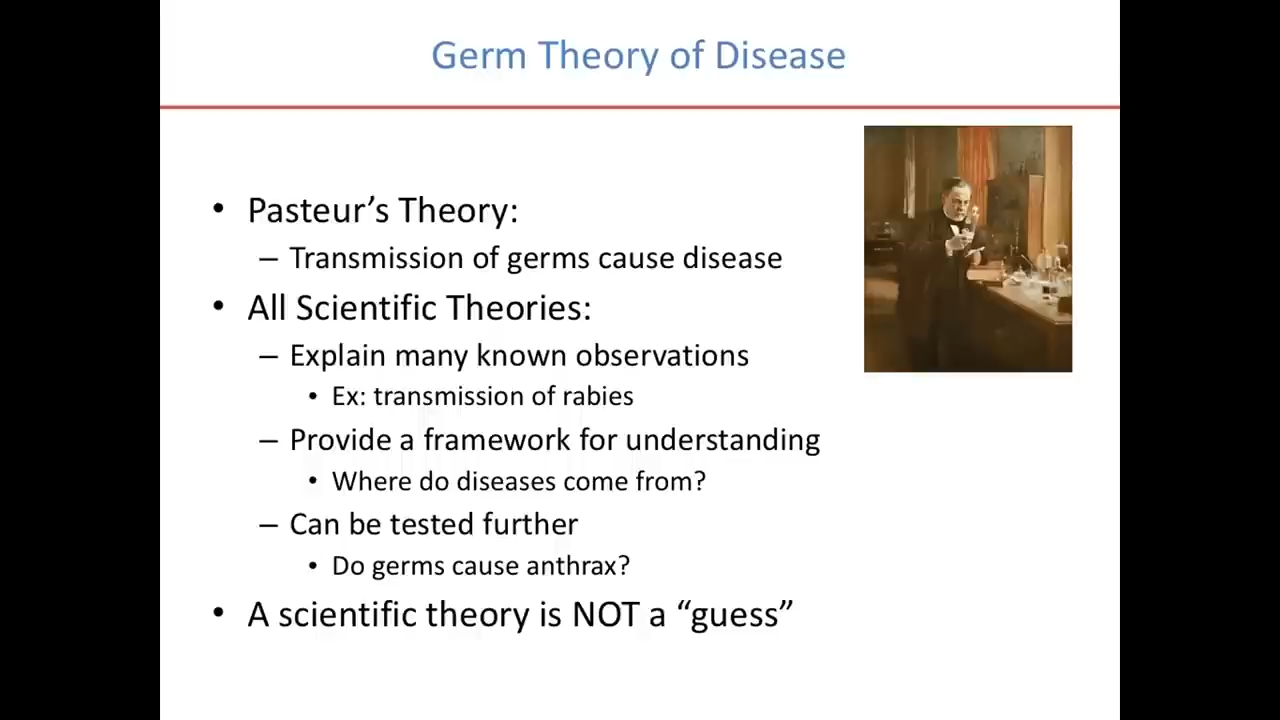 Germ Theory of Disease
• Pasteur’s Theory:
– Transmission of germs cause disease
• All Scientific Theories:
– Explain many known observations
• Ex: transmission of rabies
– Provide a framework for understanding
• Where do diseases come from?
– Can be tested further
• Do germs cause anthrax?
• A scientific theory is NOT a “guess”